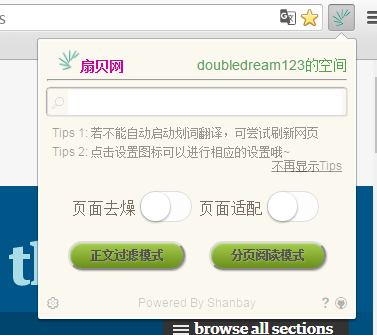 s
扇贝网
doubledream123的空间
Tips 1: 若不能自动启动划词翻译，可尝试刷新网页
Tips 2: 点击设置图标可以进行相应的设置哦~
不再显示Tips
页面去燥 页面适配
正文过滤模式 分页阅读模式
th
Powered By Shanbay ?
browse all sections